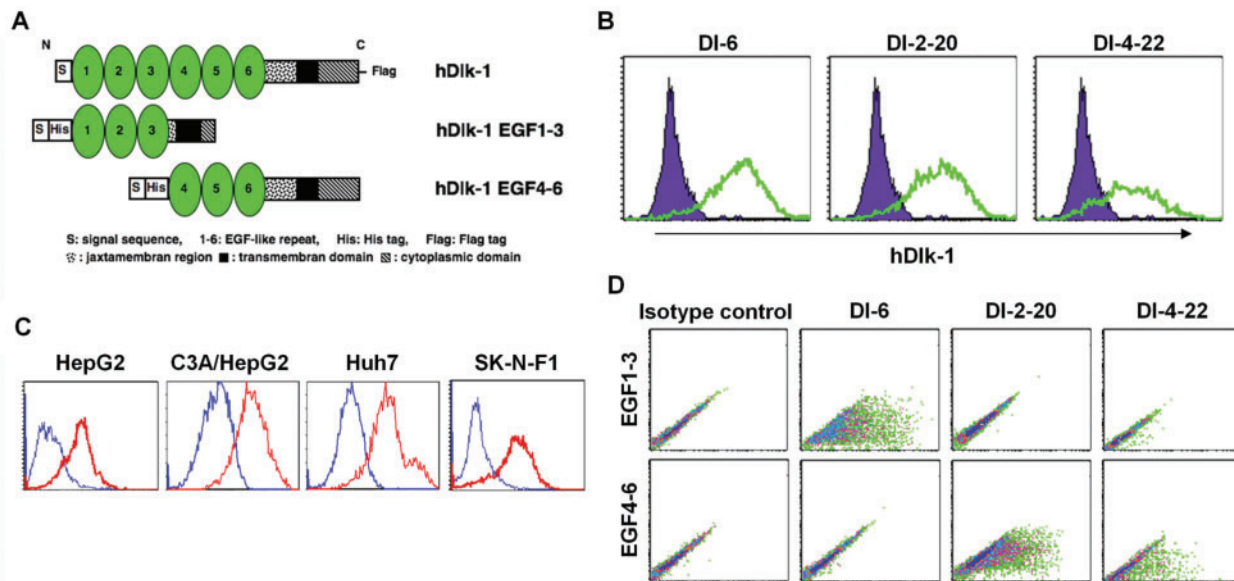 A
N
C
S
1
2
3
4
5
6
Flag
hDlk-1
S
His
1
2
3
hDlk-1 EGF1-3
S
His
4
5
6
hDlk-1 EGF4-6
S: signal sequence, 1-6: EGF-like repeat, His: His tag, Flag: Flag tag
: jaxtamembran region : transmembran domain : cytoplasmic domain
B
DI-6
DI-2-20
DI-4-22
hDlk-1
C
HepG2
C3A/HepG2
Huh7
SK-N-F1
D
Isotype control
DI-6
DI-2-20
DI-4-22
EGF1-3
EGF4-6